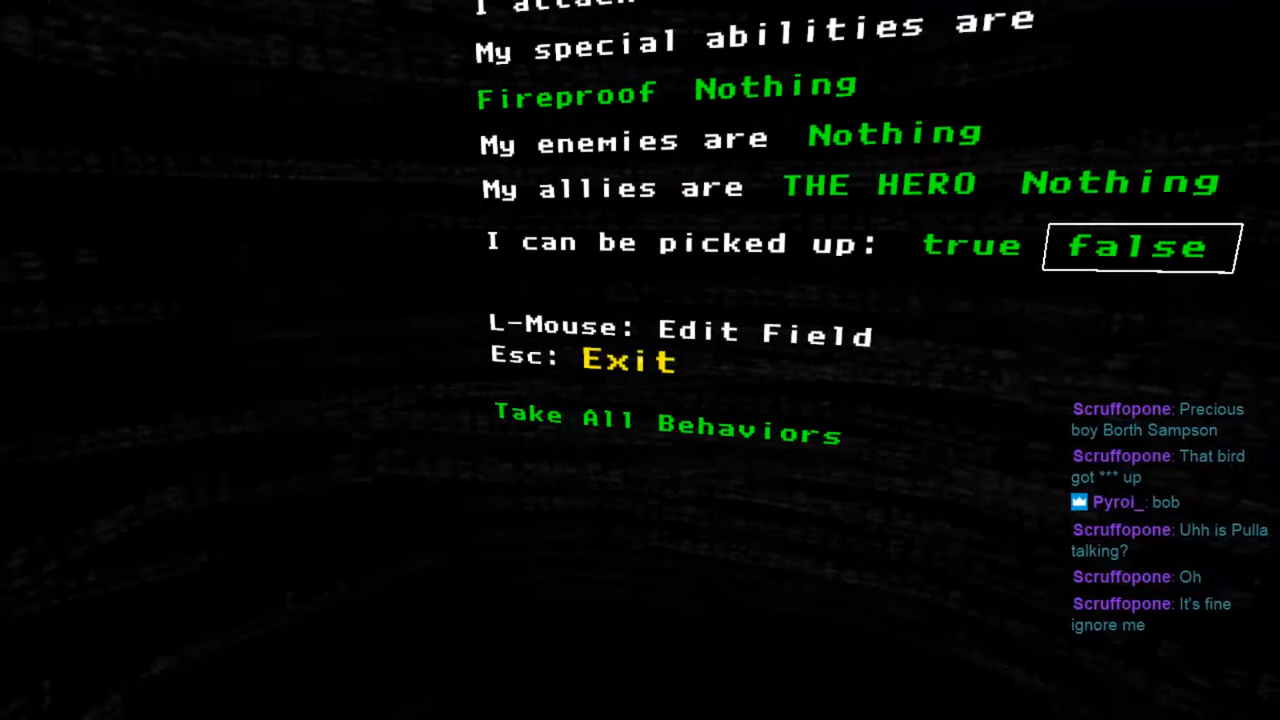 I attack
My special abilities are
Fireproof Nothing
My enemies are Nothing
My allies are THE HERO Nothing
I can be picked up: true false
L-Mouse: Edit Field
Esc: Exit
Take All Behaviors
Scruffopone: Precious
boy Borth Sampson
Scruffopone: That bird
got *** up
Pyroi_: bob
Scruffopone: Uhh is Pulla
talking?
Scruffopone: Oh
Scruffopone: It's fine
ignore me